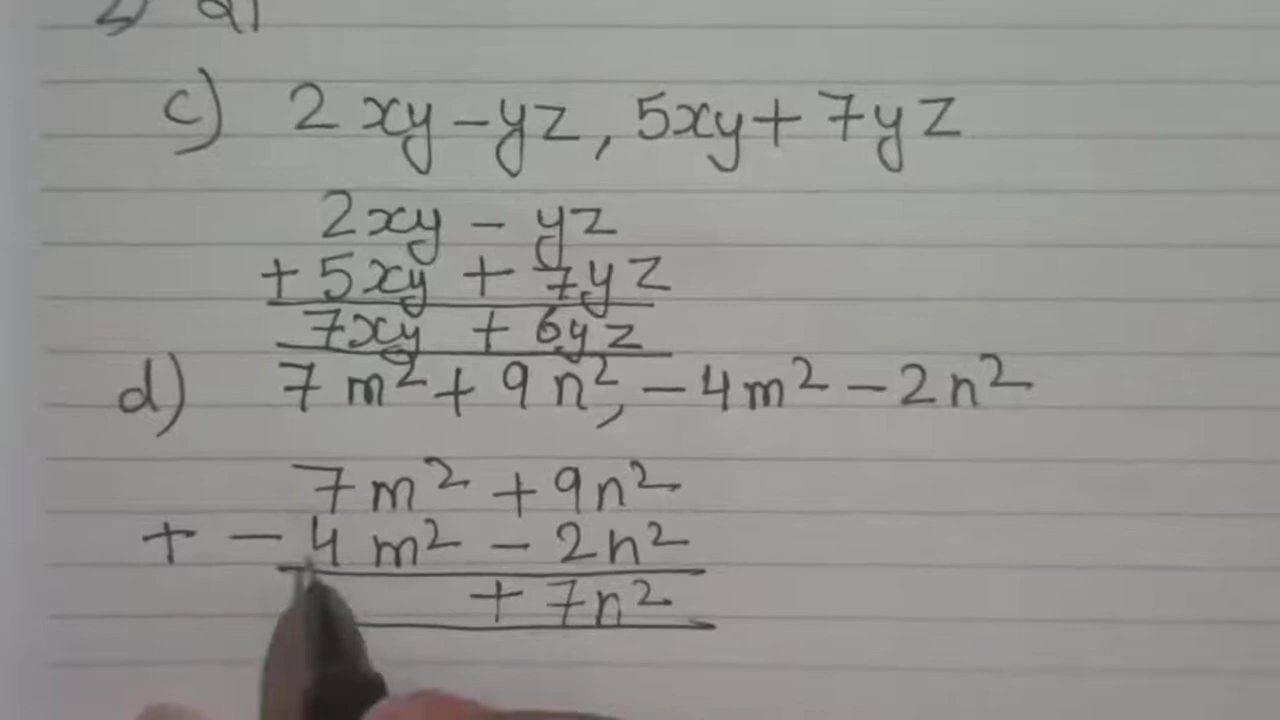 c) 2xy - yz, 5xy + 7yz
2xy - yz
+ 5xy + 7yz
7xy + 6yz
d) 7m² + 9n², -4m² - 2n²
7m² + 9n²
+ -4m² - 2n²
+ 7n²